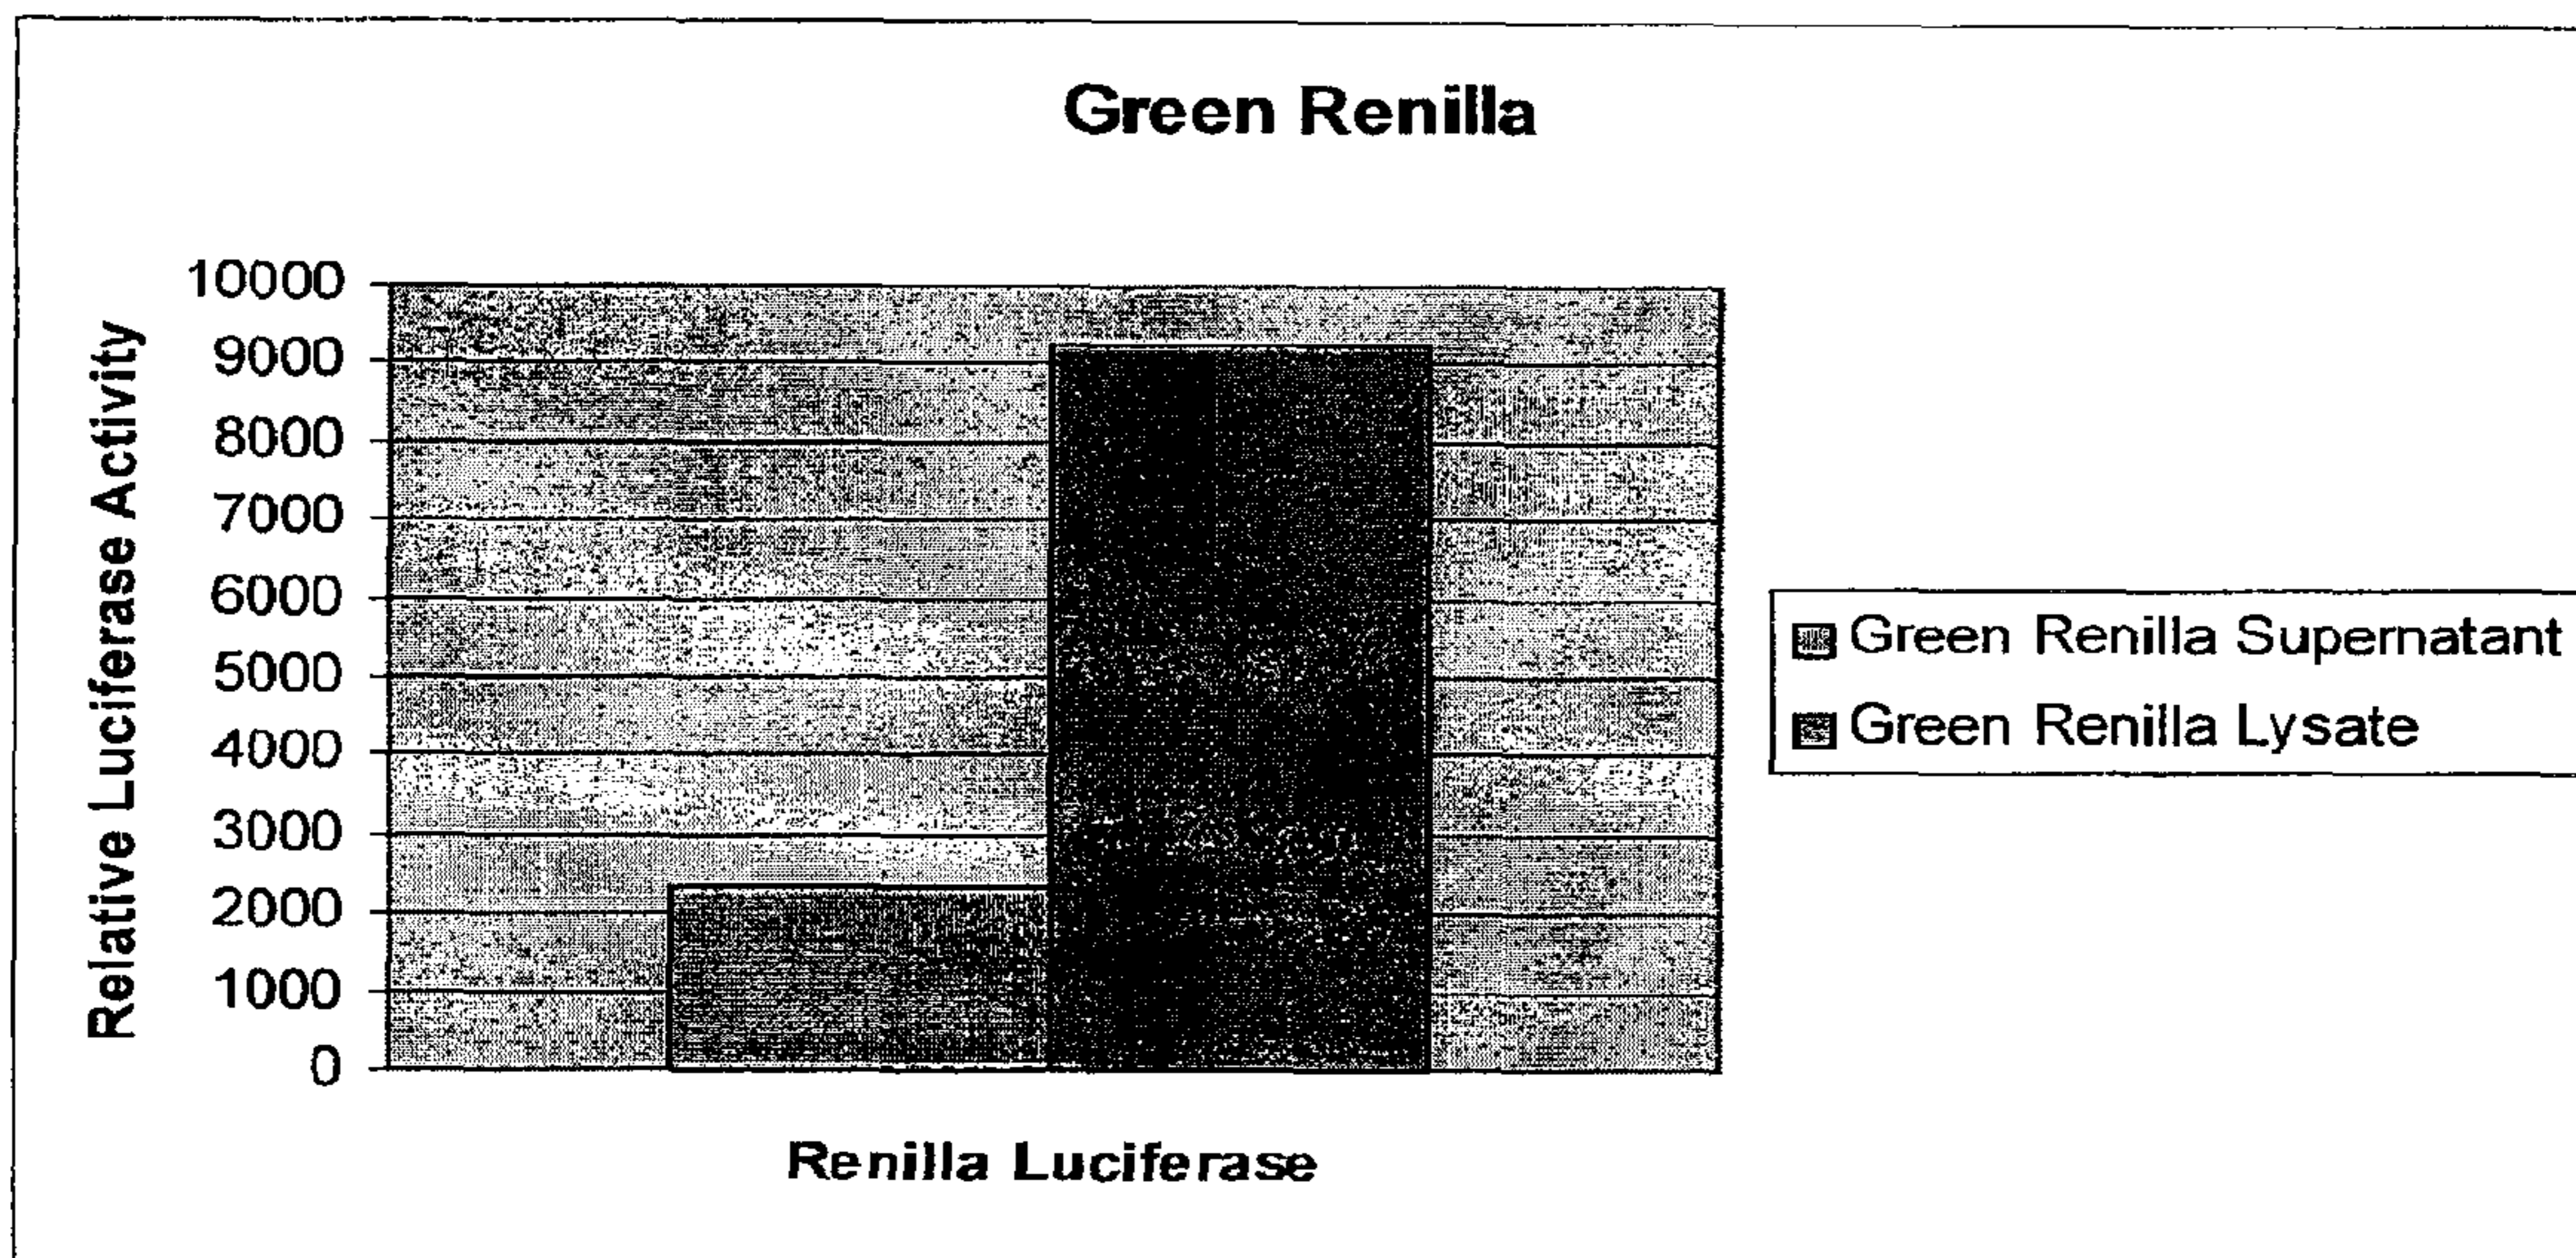 Green Renilla
Relative Luciferase Activity
10000
9000
8000
7000
6000
5000
4000
3000
2000
1000
0
Renilla Luciferase
Green Renilla Supernatant
Green Renilla Lysate